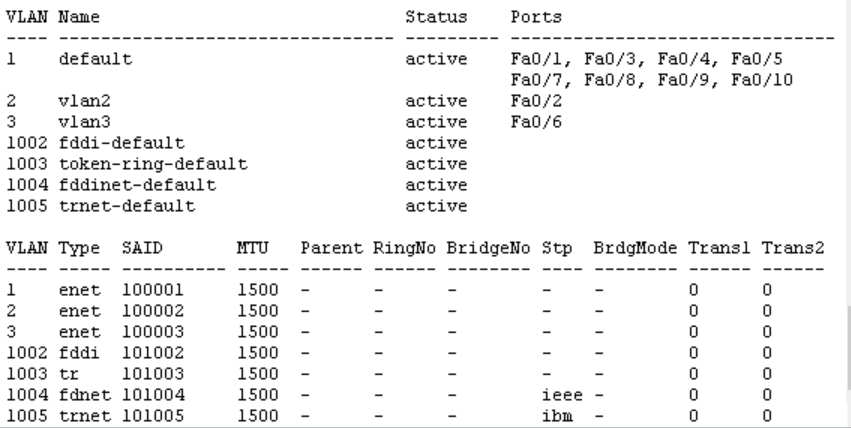 VLAN Name                             Status    Ports
---- -------------------------------- --------- -------------------------------
1    default                          active    Fa0/1, Fa0/3, Fa0/4, Fa0/5
                                                Fa0/7, Fa0/8, Fa0/9, Fa0/10
2    vlan2                            active    Fa0/2
3    vlan3                            active    Fa0/6
1002 fddi-default                     active
1003 token-ring-default               active
1004 fddinet-default                  active
1005 trnet-default                    active

VLAN Type  SAID       MTU   Parent RingNo BridgeNo Stp  BrdgMode Trans1 Trans2
---- ----- ---------- ----- ------ ------ -------- ---- -------- ------ ------
1    enet  100001     1500  -      -      -        -    -        0      0
2    enet  100002     1500  -      -      -        -    -        0      0
3    enet  100003     1500  -      -      -        -    -        0      0
1002 fddi  101002     1500  -      -      -        -    -        0      0
1003 tr    101003     1500  -      -      -        -    -        0      0
1004 fdnet 101004     1500  -      -      -        ieee -        0      0
1005 trnet 101005     1500  -      -      -        ibm  -        0      0